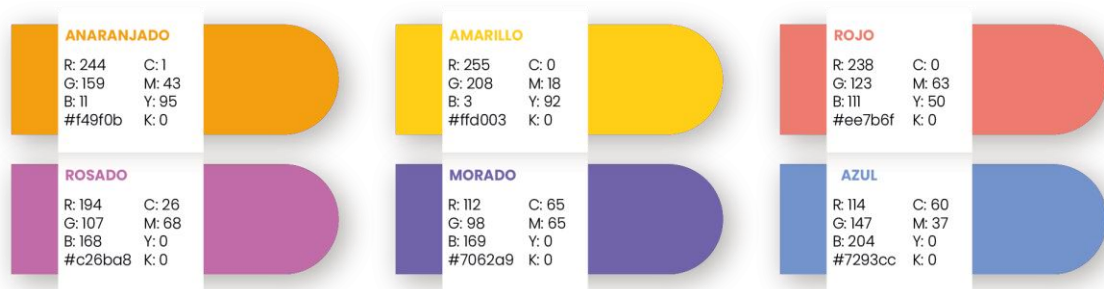 ANARANJADO
R: 244 C: 1
G: 159 M: 43
B: 11 Y: 95
#f49f0b K: 0
AMARILLO
R: 255 C: 0
G: 208 M: 18
B: 3 Y: 92
#ffd003 K: 0
ROJO
R: 238 C: 0
G: 123 M: 63
B: 111 Y: 50
#ee7b6f K: 0
ROSADO
R: 194 C: 26
G: 107 M: 68
B: 168 Y: 0
#c26ba8 K: 0
MORADO
R: 112 C: 65
G: 98 M: 65
B: 169 Y: 0
#7062a9 K: 0
AZUL
R: 114 C: 60
G: 147 M: 37
B: 204 Y: 0
#7293cc K: 0